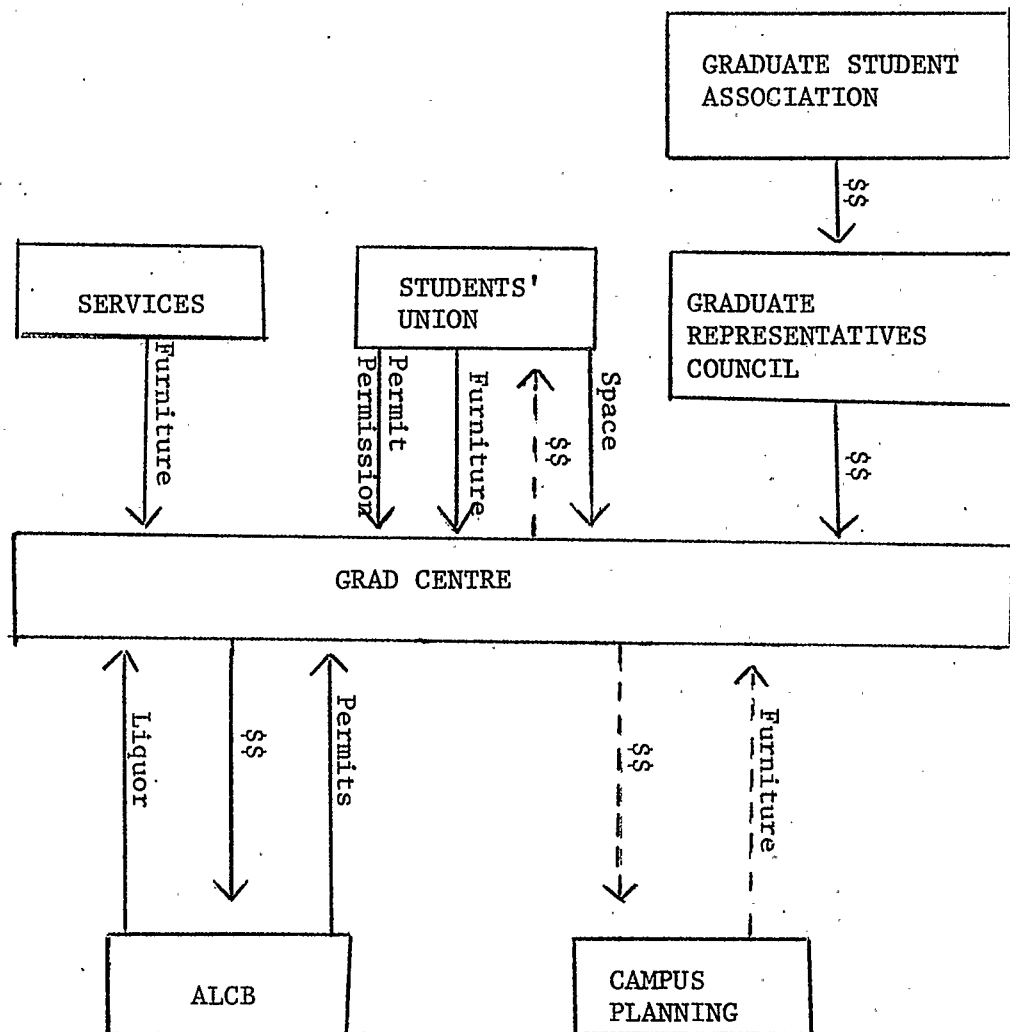 GRADUATE STUDENT
ASSOCIATION
$$
SERVICES
STUDENTS'
UNION
GRADUATE
REPRESENTATIVES
COUNCIL
Furniture
Permit
Permission
Furniture
$$
Space
$$
GRAD CENTRE
Liquor
$$
Permits
$$
Furniture
ALCB
CAMPUS
PLANNING